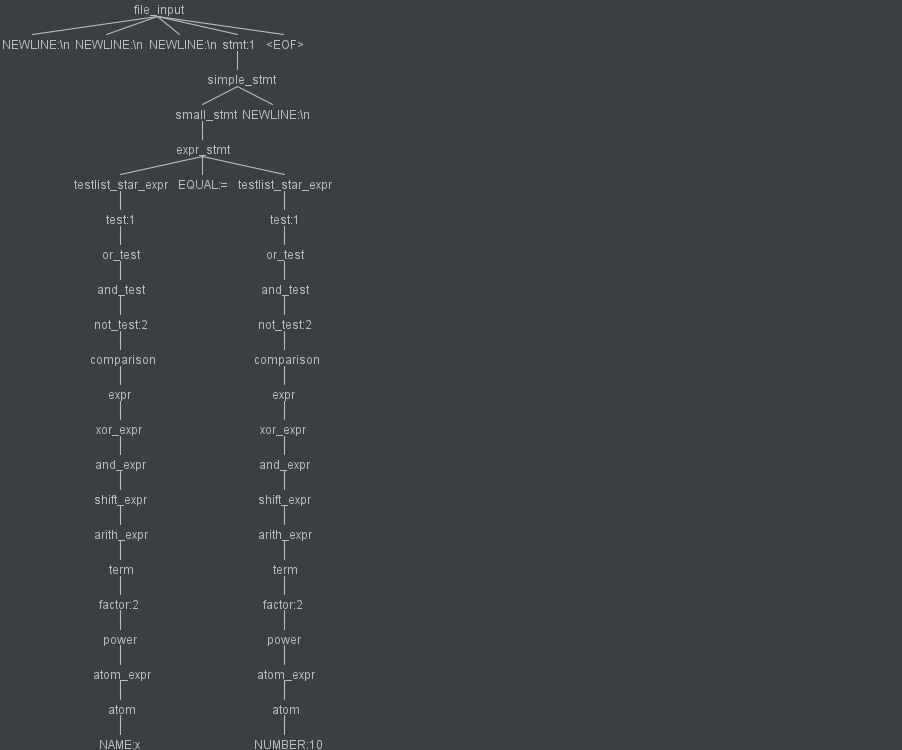 file_input
NEWLINE:\n NEWLINE:\n NEWLINE:\n stmt:1 <EOF>
simple_stmt
small_stmt NEWLINE:\n
expr_stmt
testlist_star_expr EQUAL:= testlist_star_expr
test:1 test:1
or_test or_test
and_test and_test
not_test:2 not_test:2
comparison comparison
expr expr
xor_expr xor_expr
and_expr and_expr
shift_expr shift_expr
arith_expr arith_expr
term term
factor:2 factor:2
power power
atom_expr atom_expr
atom atom
NAME:x NUMBER:10